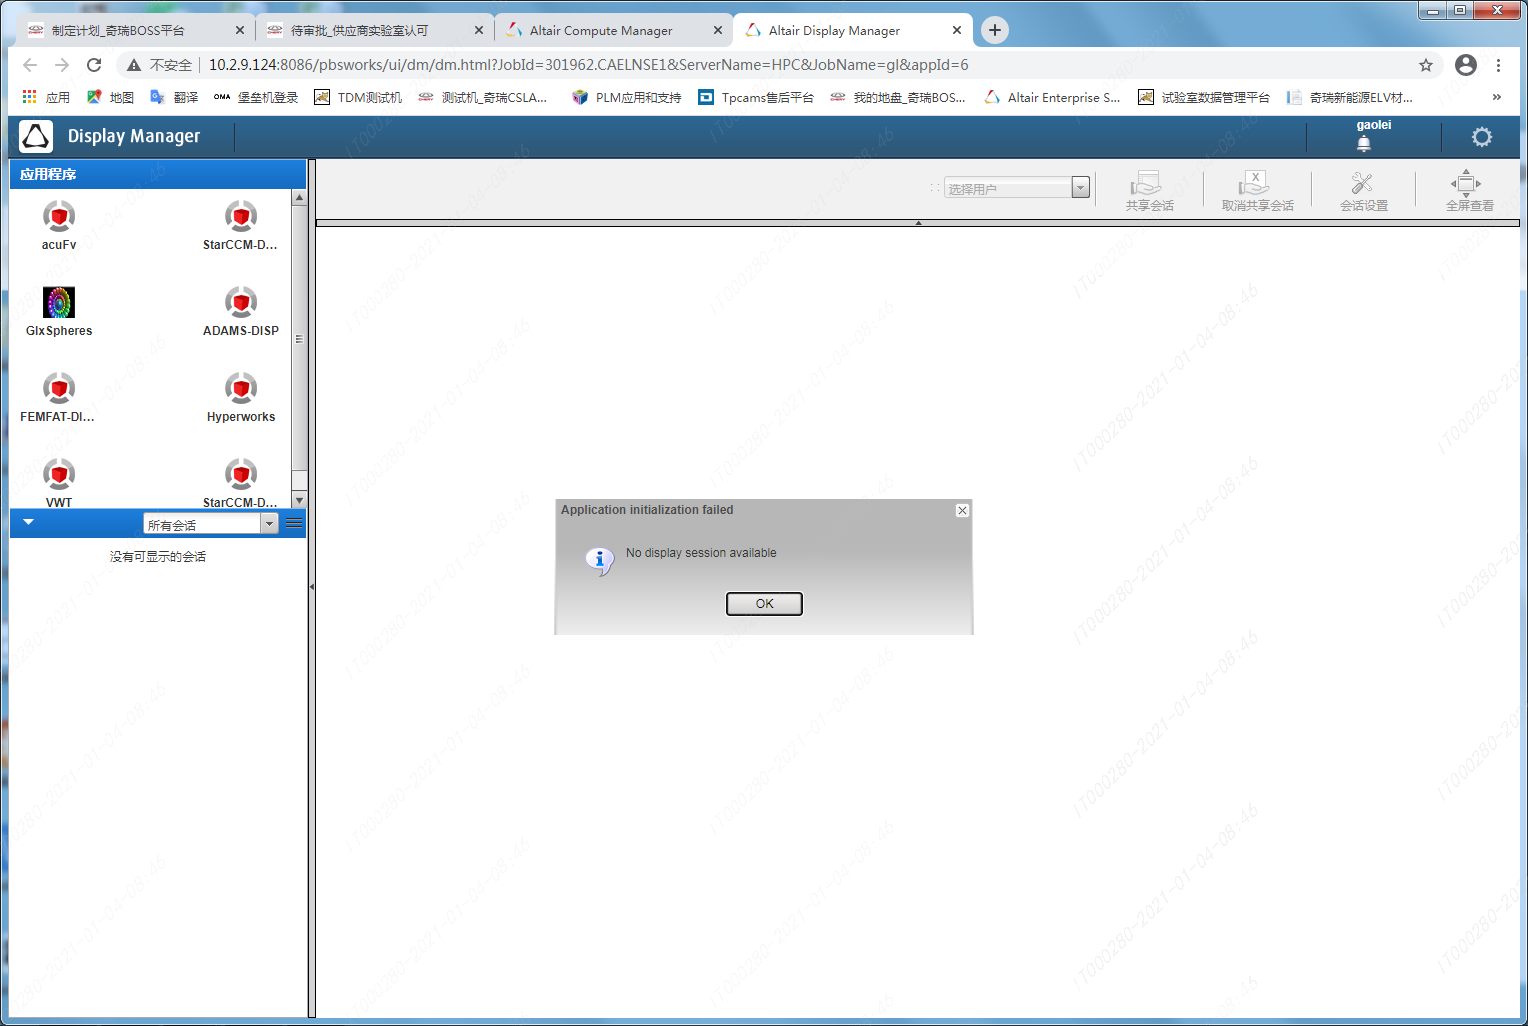 制定计划_奇瑞BOSS平台
待审批_供应商实验室认可
Altair Compute Manager
Altair Display Manager
不安全
10.2.9.124:8086/pbsworks/ui/dm/dm.html?JobId=301962.CAELNSE1&ServerName=HPC&JobName=gl&appId=6
应用
地图
翻译
OMA 堡垒机登录
TDM测试机
测试机_奇瑞CSLA...
PLM应用和支持
Tpcams售后平台
我的地盘_奇瑞BOS...
Altair Enterprise S...
试验室数据管理平台
奇瑞新能源ELV材...
»
Display Manager
gaolei
应用程序
选择用户
共享会话
取消共享会话
会话设置
全屏查看
acuFv
StarCCM-D...
GlxSpheres
ADAMS-DISP
FEMFAT-DI...
Hyperworks
VWT
StarCCM-D...
所有会话
没有可显示的会话
Application initialization failed
No display session available
OK
IT000280-2021-01-04-08:46